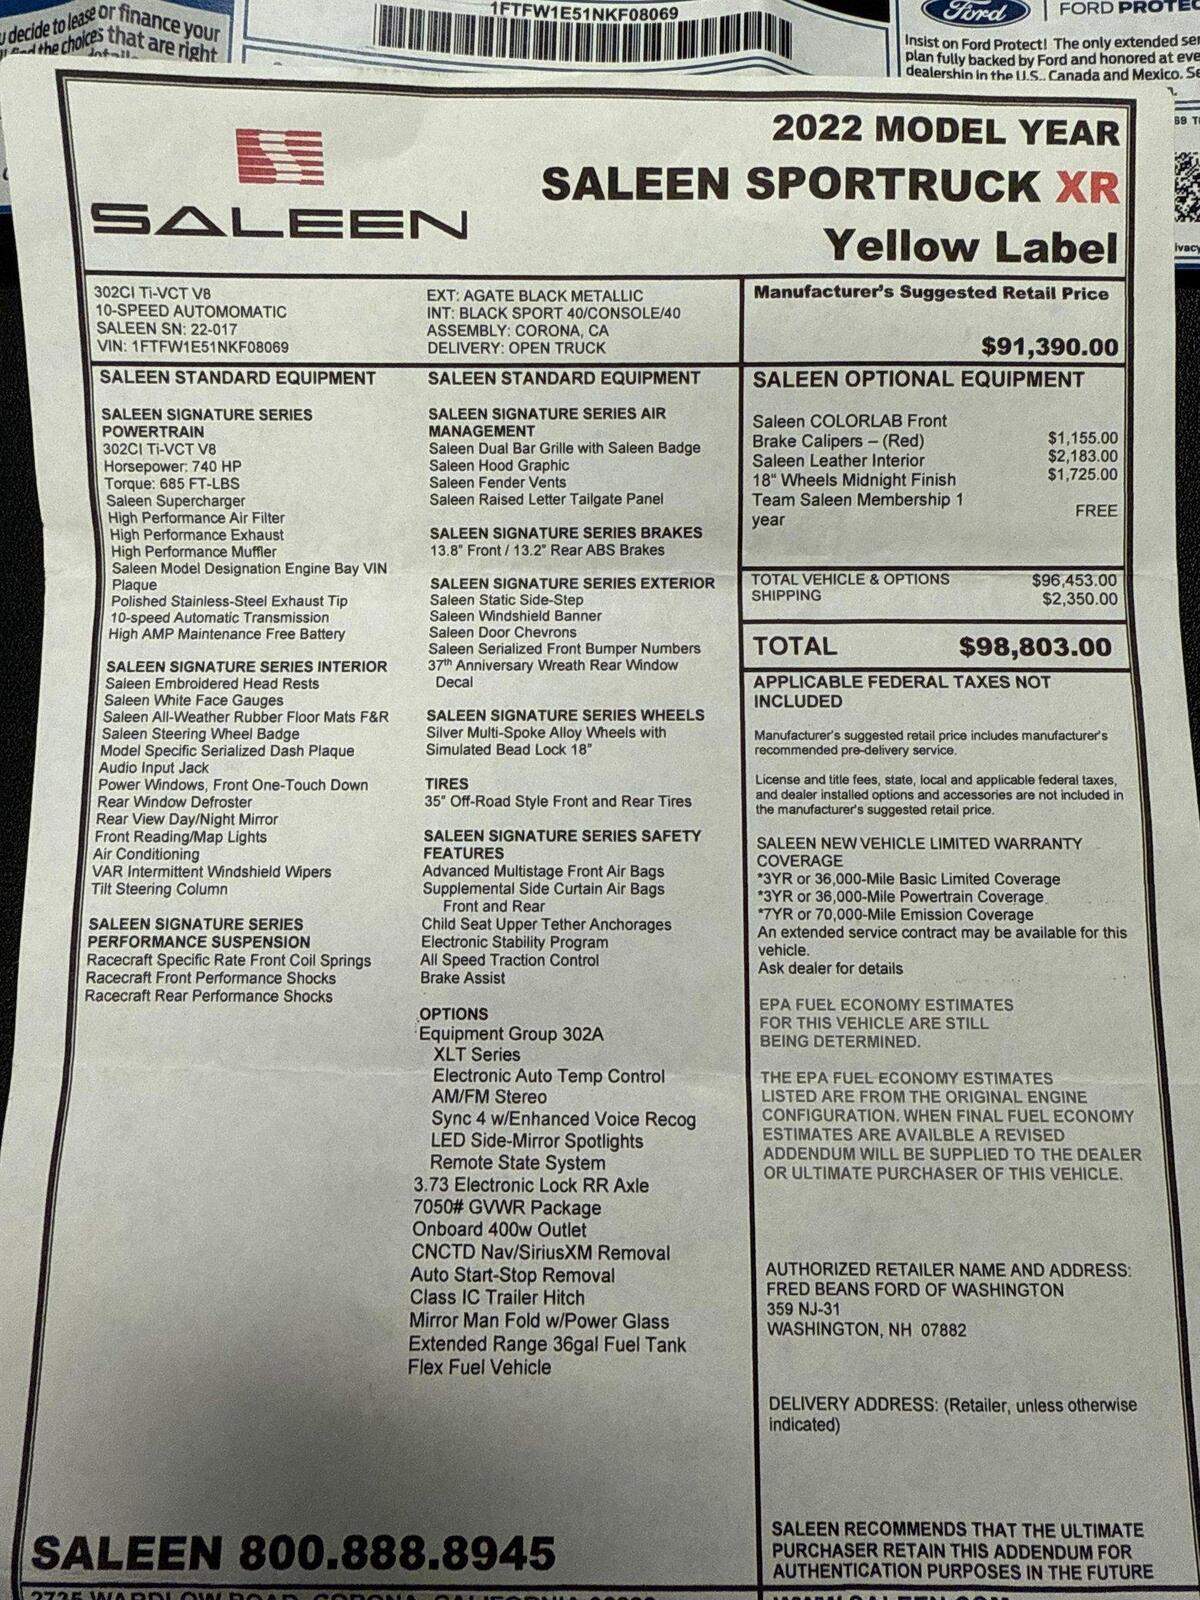 u decide to lease or finance your
find the choices that are right
1FTFW1E51NKF08069
Ford
FORD PROTEC
Insist on Ford Protect! The only extended ser
plan fully backed by Ford and honored at eve
dealership in the U.S., Canada and Mexico. Se
2022 MODEL YEAR
SALEEN SPORTRUCK XR
Yellow Label
SALEEN
302CI Ti-VCT V8
10-SPEED AUTOMOMATIC
SALEEN SN: 22-017
VIN: 1FTFW1E51NKF08069
EXT: AGATE BLACK METALLIC
INT: BLACK SPORT 40/CONSOLE/40
ASSEMBLY: CORONA, CA
DELIVERY: OPEN TRUCK
Manufacturer's Suggested Retail Price
$91,390.00
SALEEN STANDARD EQUIPMENT
SALEEN SIGNATURE SERIES
POWERTRAIN
302CI Ti-VCT V8
Horsepower: 740 HP
Torque: 685 FT-LBS
Saleen Supercharger
High Performance Air Filter
High Performance Exhaust
High Performance Muffler
Saleen Model Designation Engine Bay VIN
Plaque
Polished Stainless-Steel Exhaust Tip
10-speed Automatic Transmission
High AMP Maintenance Free Battery
SALEEN SIGNATURE SERIES INTERIOR
Saleen Embroidered Head Rests
Saleen White Face Gauges
Saleen All-Weather Rubber Floor Mats F&R
Saleen Steering Wheel Badge
Model Specific Serialized Dash Plaque
Audio Input Jack
Power Windows, Front One-Touch Down
Rear Window Defroster
Rear View Day/Night Mirror
Front Reading/Map Lights
Air Conditioning
VAR Intermittent Windshield Wipers
Tilt Steering Column
SALEEN SIGNATURE SERIES
PERFORMANCE SUSPENSION
Racecraft Specific Rate Front Coil Springs
Racecraft Front Performance Shocks
Racecraft Rear Performance Shocks
SALEEN STANDARD EQUIPMENT
SALEEN SIGNATURE SERIES AIR
MANAGEMENT
Saleen Dual Bar Grille with Saleen Badge
Saleen Hood Graphic
Saleen Fender Vents
Saleen Raised Letter Tailgate Panel
SALEEN SIGNATURE SERIES BRAKES
13.8" Front / 13.2" Rear ABS Brakes
SALEEN SIGNATURE SERIES EXTERIOR
Saleen Static Side-Step
Saleen Windshield Banner
Saleen Door Chevrons
Saleen Serialized Front Bumper Numbers
37th Anniversary Wreath Rear Window
Decal
SALEEN SIGNATURE SERIES WHEELS
Silver Multi-Spoke Alloy Wheels with
Simulated Bead Lock 18"
TIRES
35" Off-Road Style Front and Rear Tires
SALEEN SIGNATURE SERIES SAFETY
FEATURES
Advanced Multistage Front Air Bags
Supplemental Side Curtain Air Bags
Front and Rear
Child Seat Upper Tether Anchorages
Electronic Stability Program
All Speed Traction Control
Brake Assist
OPTIONS
Equipment Group 302A
XLT Series
Electronic Auto Temp Control
AM/FM Stereo
Sync 4 w/Enhanced Voice Recog
LED Side-Mirror Spotlights
Remote State System
3.73 Electronic Lock RR Axle
7050# GVWR Package
Onboard 400w Outlet
CNCTD Nav/SiriusXM Removal
Auto Start-Stop Removal
Class IC Trailer Hitch
Mirror Man Fold w/Power Glass
Extended Range 36gal Fuel Tank
Flex Fuel Vehicle
SALEEN OPTIONAL EQUIPMENT
Saleen COLORLAB Front
Brake Calipers – (Red) $1,155.00
Saleen Leather Interior $2,183.00
18" Wheels Midnight Finish $1,725.00
Team Saleen Membership 1
year FREE
TOTAL VEHICLE & OPTIONS $96,453.00
SHIPPING $2,350.00
TOTAL $98,803.00
APPLICABLE FEDERAL TAXES NOT
INCLUDED
Manufacturer's suggested retail price includes manufacturer's
recommended pre-delivery service.
License and title fees, state, local and applicable federal taxes,
and dealer installed options and accessories are not included in
the manufacturer's suggested retail price.
SALEEN NEW VEHICLE LIMITED WARRANTY
COVERAGE
*3YR or 36,000-Mile Basic Limited Coverage
*3YR or 36,000-Mile Powertrain Coverage
*7YR or 70,000-Mile Emission Coverage
An extended service contract may be available for this
vehicle.
Ask dealer for details
EPA FUEL ECONOMY ESTIMATES
FOR THIS VEHICLE ARE STILL
BEING DETERMINED.
THE EPA FUEL ECONOMY ESTIMATES
LISTED ARE FROM THE ORIGINAL ENGINE
CONFIGURATION. WHEN FINAL FUEL ECONOMY
ESTIMATES ARE AVAILBLE A REVISED
ADDENDUM WILL BE SUPPLIED TO THE DEALER
OR ULTIMATE PURCHASER OF THIS VEHICLE.
AUTHORIZED RETAILER NAME AND ADDRESS:
FRED BEANS FORD OF WASHINGTON
359 NJ-31
WASHINGTON, NH 07882
DELIVERY ADDRESS: (Retailer, unless otherwise
indicated)
SALEEN RECOMMENDS THAT THE ULTIMATE
PURCHASER RETAIN THIS ADDENDUM FOR
AUTHENTICATION PURPOSES IN THE FUTURE
SALEEN 800.888.8945